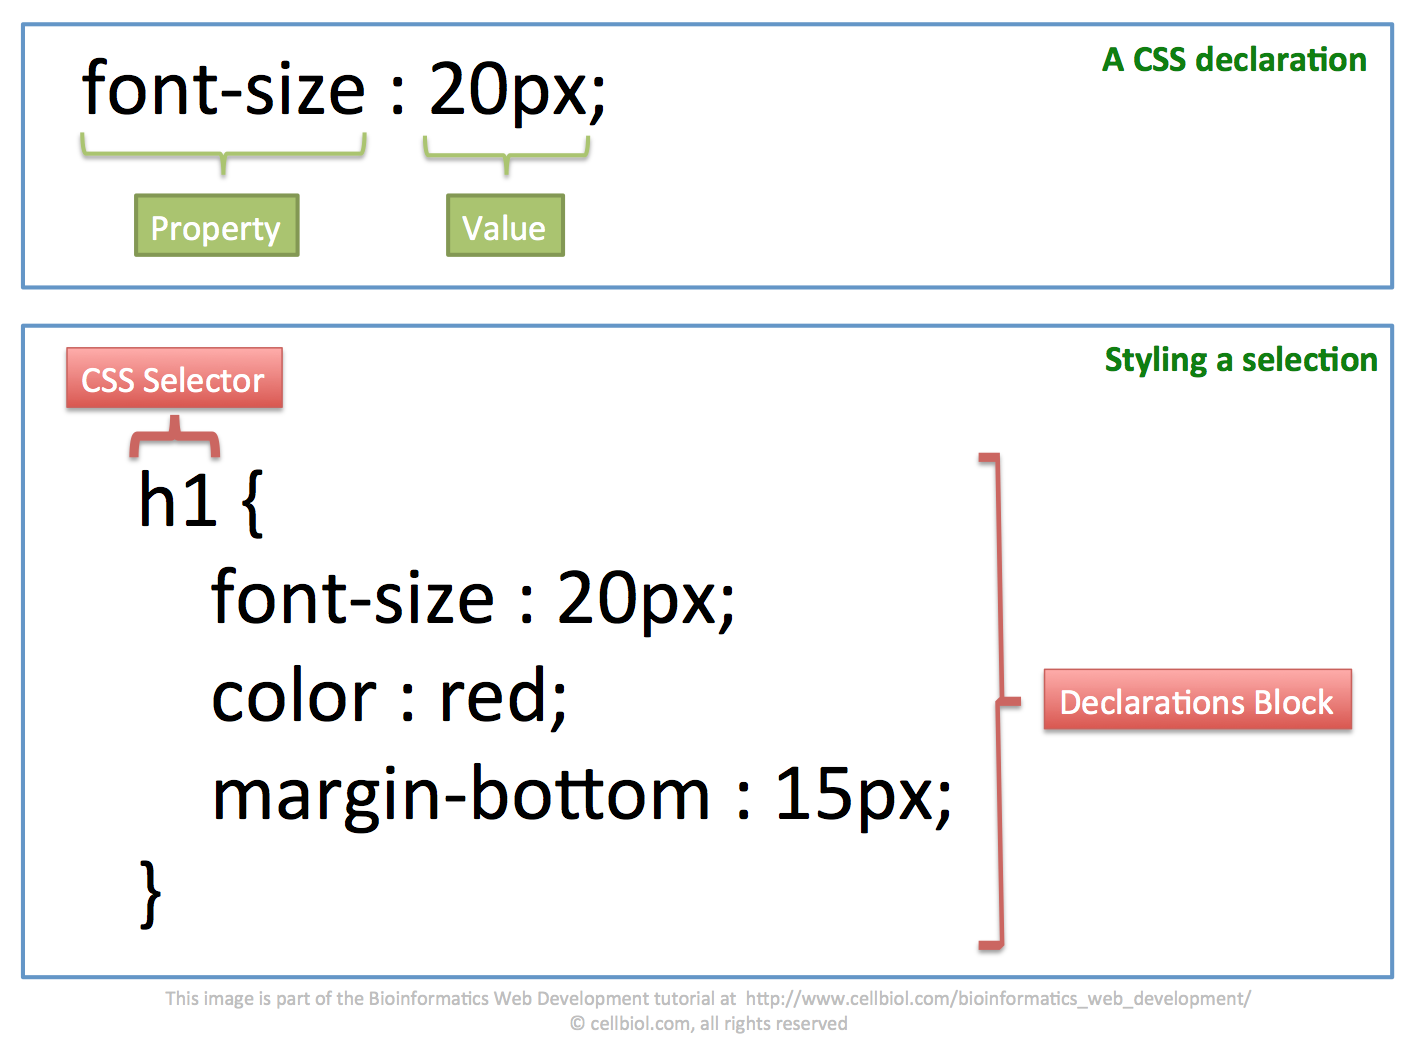 A CSS declaration
font-size : 20px;
Property
Value
Styling a selection
CSS Selector
h1 {
font-size : 20px;
color : red;
margin-bottom : 15px;
}
Declarations Block
This image is part of the Bioinformatics Web Development tutorial at http://www.cellbiol.com/bioinformatics_web_development/
© cellbiol.com, all rights reserved